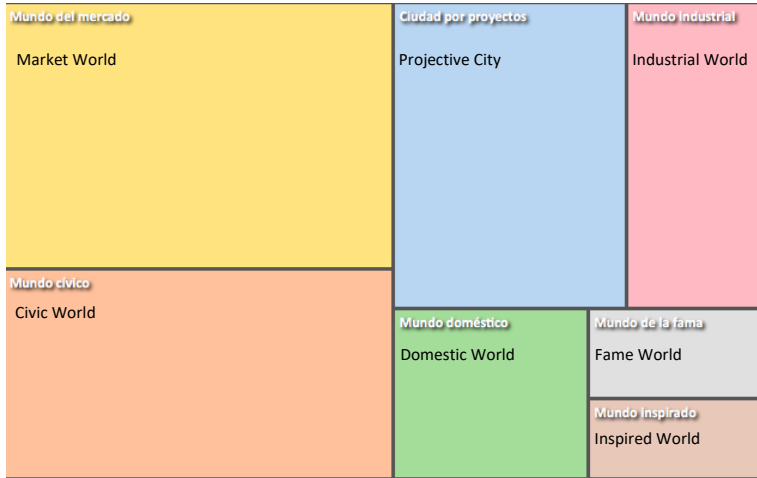 Mundo del mercado
Market World
Ciudad por proyectos
Projective City
Mundo industrial
Industrial World
Mundo cívico
Civic World
Mundo doméstico
Domestic World
Mundo de la fama
Fame World
Mundo inspirado
Inspired World